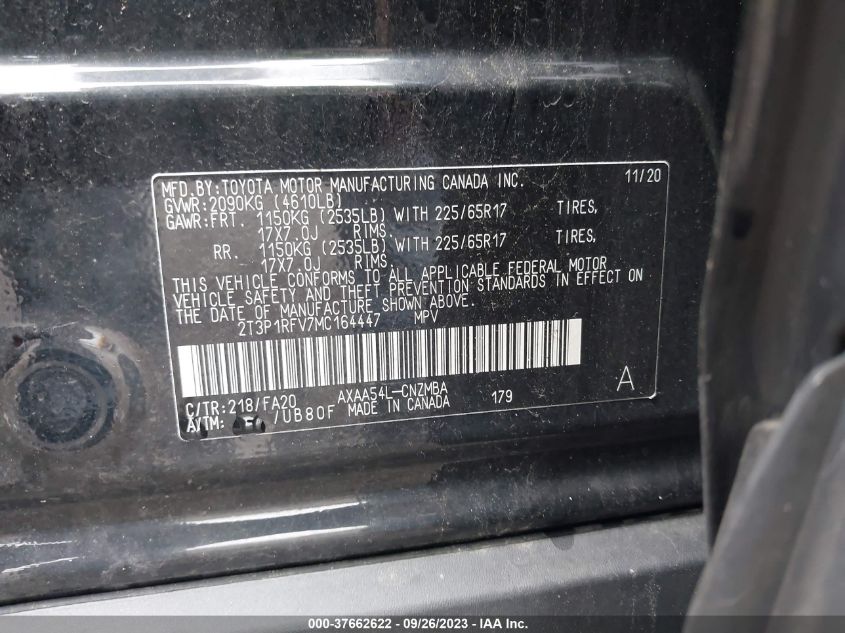 MFD.BY:TOYOTA MOTOR MANUFACTURING CANADA INC. 11/20
GVWR:2090KG (4610LB)
GAWR:FRT. 1150KG (2535LB) WITH 225/65R17 TIRES,
17X7.0J RIMS.
RR. 1150KG (2535LB) WITH 225/65R17 TIRES,
17X7.0J RIMS.
THIS VEHICLE CONFORMS TO ALL APPLICABLE FEDERAL MOTOR
VEHICLE SAFETY AND THEFT PREVENTION STANDARDS IN EFFECT ON
THE DATE OF MANUFACTURE SHOWN ABOVE.
2T3P1RFV7MC164447 MPV
C/TR:218/FA20 AXAA54L-CNZMBA 179 A
A/TM: /UB80F MADE IN CANADA
000-37662622 - 09/26/2023 - IAA Inc.